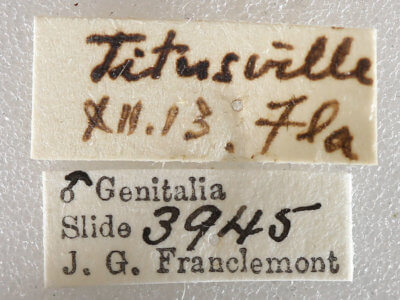 Titusville
XII.13. Fla
♂ Genitalia
Slide 3945
J. G. Franclemont